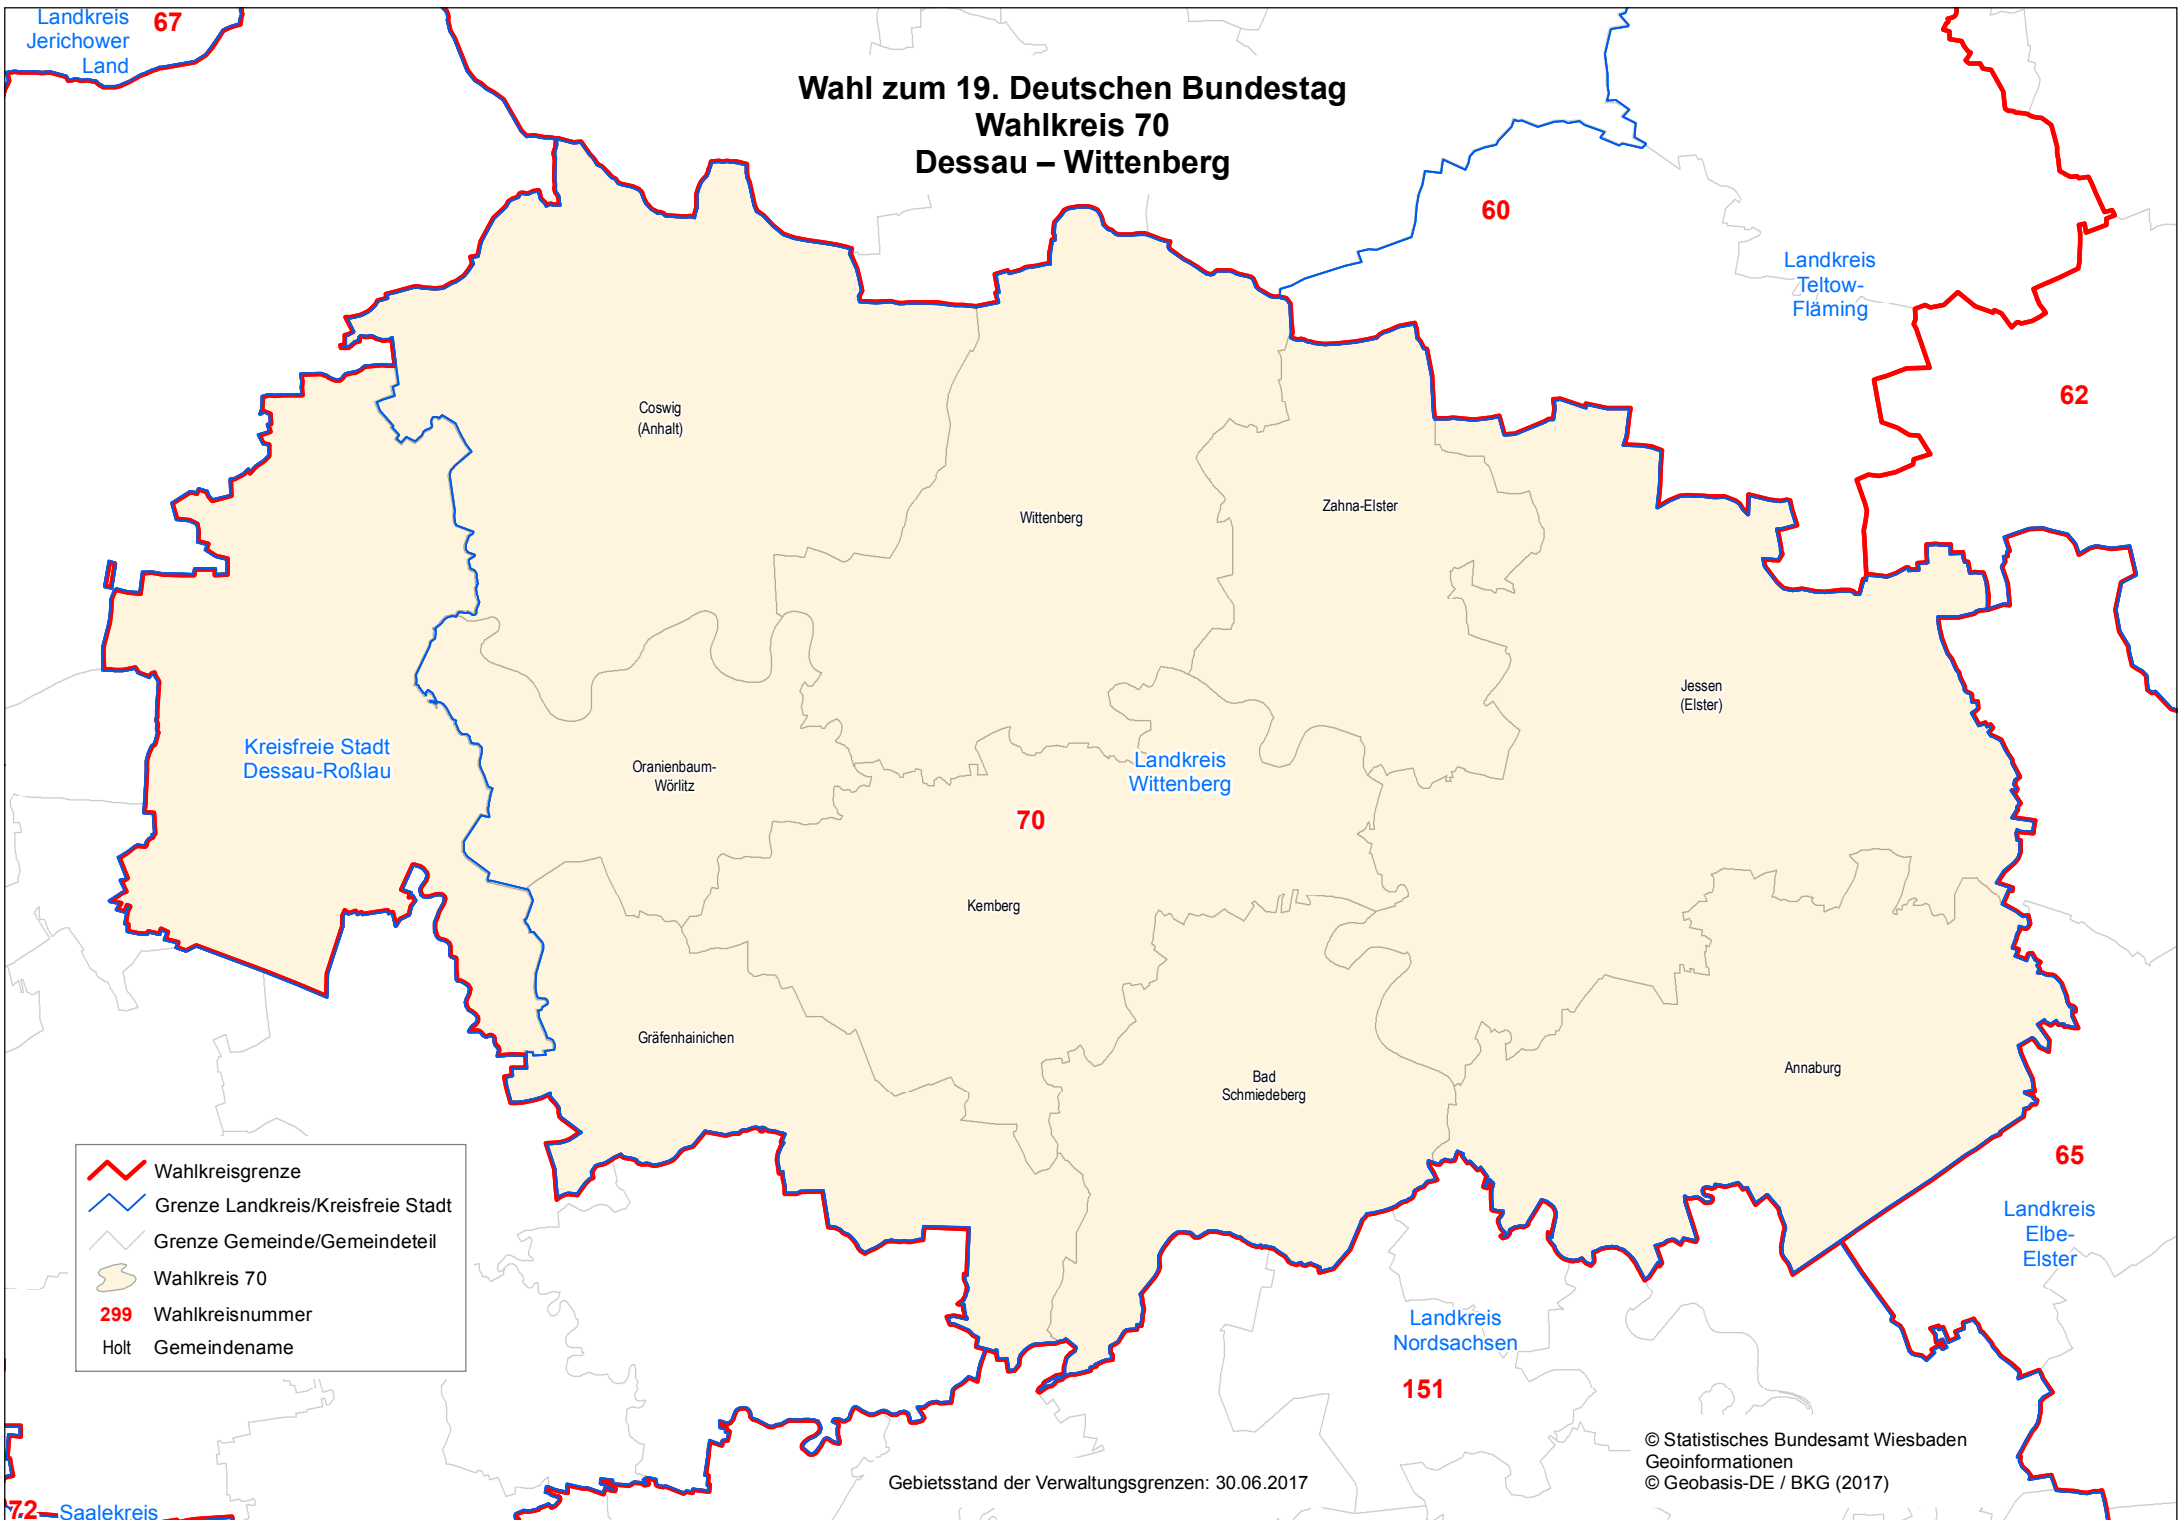 Landkreis
Jerichower
Land
67
Wahl zum 19. Deutschen Bundestag
Wahlkreis 70
Dessau – Wittenberg
60
Landkreis
Teltow-
Fläming
62
Coswig
(Anhalt)
Wittenberg
Zahna-Elster
Jessen
(Elster)
Kreisfreie Stadt
Dessau-Roßlau
Oranienbaum-
Wörlitz
Landkreis
Wittenberg
70
Kemberg
Gräfenhainichen
Bad
Schmiedeberg
Annaburg
65
Landkreis
Elbe-
Elster
Landkreis
Nordsachsen
151
Wahlkreisgrenze
Grenze Landkreis/Kreisfreie Stadt
Grenze Gemeinde/Gemeindeteil
Wahlkreis 70
299 Wahlkreisnummer
Holt Gemeindename
72
Saalekreis
Gebietsstand der Verwaltungsgrenzen: 30.06.2017
© Statistisches Bundesamt Wiesbaden
Geoinformationen
© Geobasis-DE / BKG (2017)